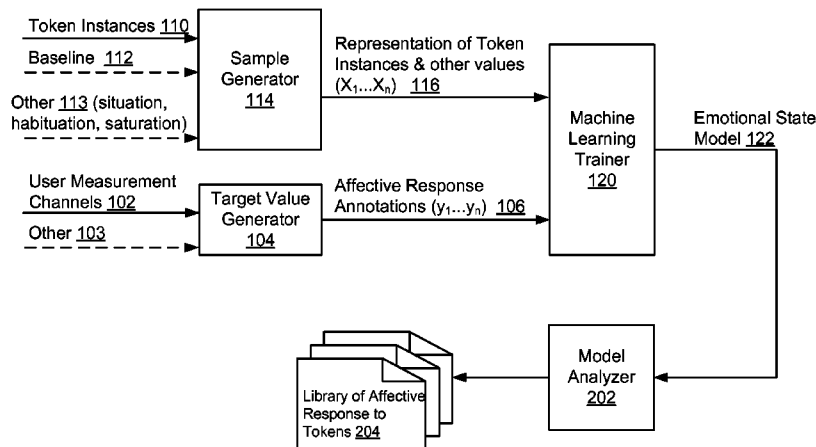 Token Instances 110
Baseline 112
Other 113 (situation,
habituation, saturation)
Sample
Generator
114
Representation of Token
Instances & other values
(X1...Xn) 116
User Measurement
Channels 102
Other 103
Target Value
Generator
104
Affective Response
Annotations (y1...yn) 106
Machine
Learning
Trainer
120
Emotional State
Model 122
Model
Analyzer
202
Library of Affective
Response to
Tokens 204